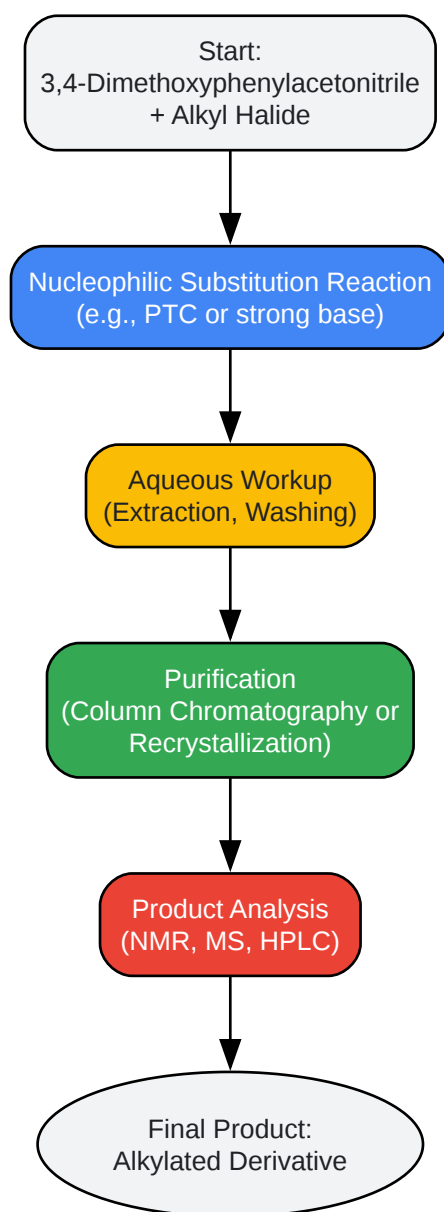 Start:
3,4-Dimethoxyphenylacetonitrile
+ Alkyl Halide
Nucleophilic Substitution Reaction
(e.g., PTC or strong base)
Aqueous Workup
(Extraction, Washing)
Purification
(Column Chromatography or
Recrystallization)
Product Analysis
(NMR, MS, HPLC)
Final Product:
Alkylated Derivative